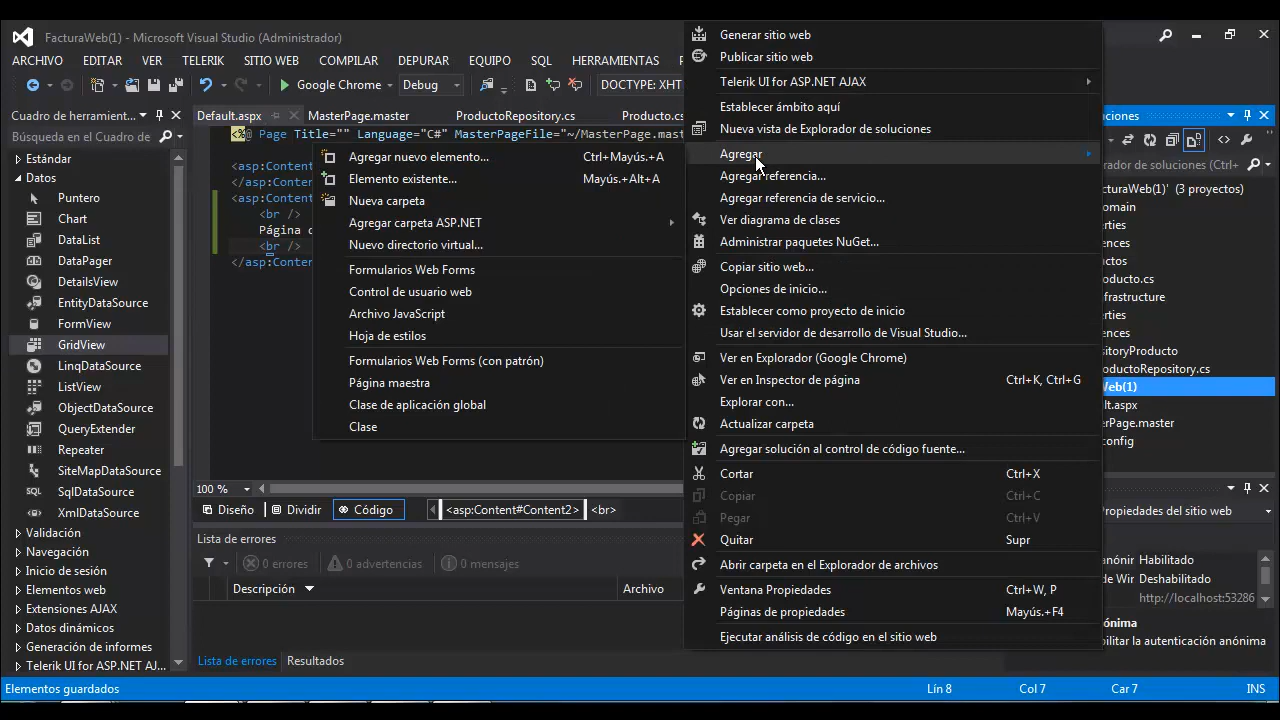 FacturaWeb(1) - Microsoft Visual Studio (Administrador)
ARCHIVO EDITAR VER TELERIK SITIO WEB COMPILAR DEPURAR EQUIPO SQL HERRAMIENTAS
Google Chrome Debug DOCTYPE: XHT
Cuadro de herramient...
Búsqueda en el Cuadro de
Estándar
Datos
Puntero
Chart
DataList
DataPager
DetailsView
EntityDataSource
FormView
GridView
LinqDataSource
ListView
ObjectDataSource
QueryExtender
Repeater
SiteMapDataSource
SqlDataSource
XmlDataSource
Validación
Navegación
Inicio de sesión
Elementos web
Extensiones AJAX
Datos dinámicos
Generación de informes
Telerik UI for ASP.NET AJ...
Default.aspx MasterPage.master ProductoRepository.cs Producto.cs
<%@ Page Title="" Language="C#" MasterPageFile="~/MasterPage.mast
<asp:Content
</asp:Conten
<asp:Content
<br />
Página d
<br />
</asp:Conten
Agregar nuevo elemento... Ctrl+Mayús.+A
Elemento existente... Mayús.+Alt+A
Nueva carpeta
Agregar carpeta ASP.NET
Nuevo directorio virtual...
Formularios Web Forms
Control de usuario web
Archivo JavaScript
Hoja de estilos
Formularios Web Forms (con patrón)
Página maestra
Clase de aplicación global
Clase
100 %
Diseño Dividir Código <asp:Content#Content2> <br>
Lista de errores
0 errores 0 advertencias 0 mensajes
Descripción Archivo
Lista de errores Resultados
Generar sitio web
Publicar sitio web
Telerik UI for ASP.NET AJAX
Establecer ámbito aquí
Nueva vista de Explorador de soluciones
Agregar
Agregar referencia...
Agregar referencia de servicio...
Ver diagrama de clases
Administrar paquetes NuGet...
Copiar sitio web...
Opciones de inicio...
Establecer como proyecto de inicio
Usar el servidor de desarrollo de Visual Studio...
Ver en Explorador (Google Chrome)
Ver en Inspector de página Ctrl+K, Ctrl+G
Explorar con...
Actualizar carpeta
Agregar solución al control de código fuente...
Cortar Ctrl+X
Copiar Ctrl+C
Pegar Ctrl+V
Quitar Supr
Abrir carpeta en el Explorador de archivos
Ventana Propiedades Ctrl+W, P
Páginas de propiedades Mayús.+F4
Ejecutar análisis de código en el sitio web
ciones
rador de soluciones (Ctrl+
cturaWeb(1)' (3 proyectos)
omain
erties
ences
oducto.cs
frastructure
erties
ences
sitoryProducto
oductoRepository.cs
Web(1)
lt.aspx
erPage.master
onfig
Propiedades del sitio web
anónir Habilitado
de Wir Deshabilitado
http://localhost:53286
nónima
bilitar la autenticación anónima
Elementos guardados Lín 8 Col 7 Car 7 INS